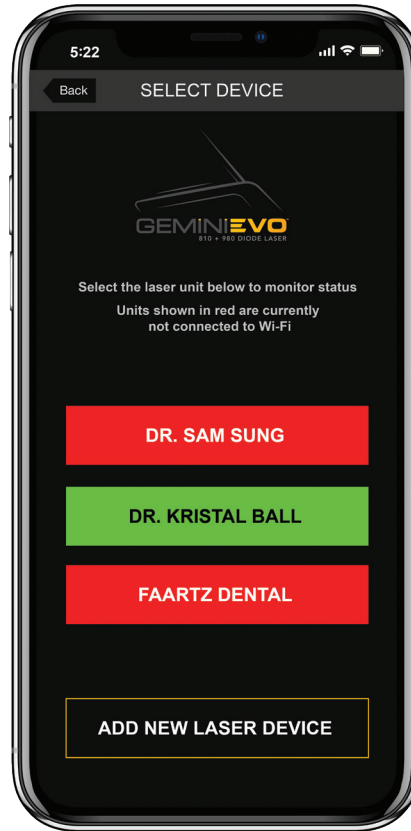 5:22
Back
SELECT DEVICE
GEMINIEVO
810 + 980 DIODE LASER
Select the laser unit below to monitor status
Units shown in red are currently
not connected to Wi-Fi
DR. SAM SUNG
DR. KRISTAL BALL
FAARTZ DENTAL
ADD NEW LASER DEVICE